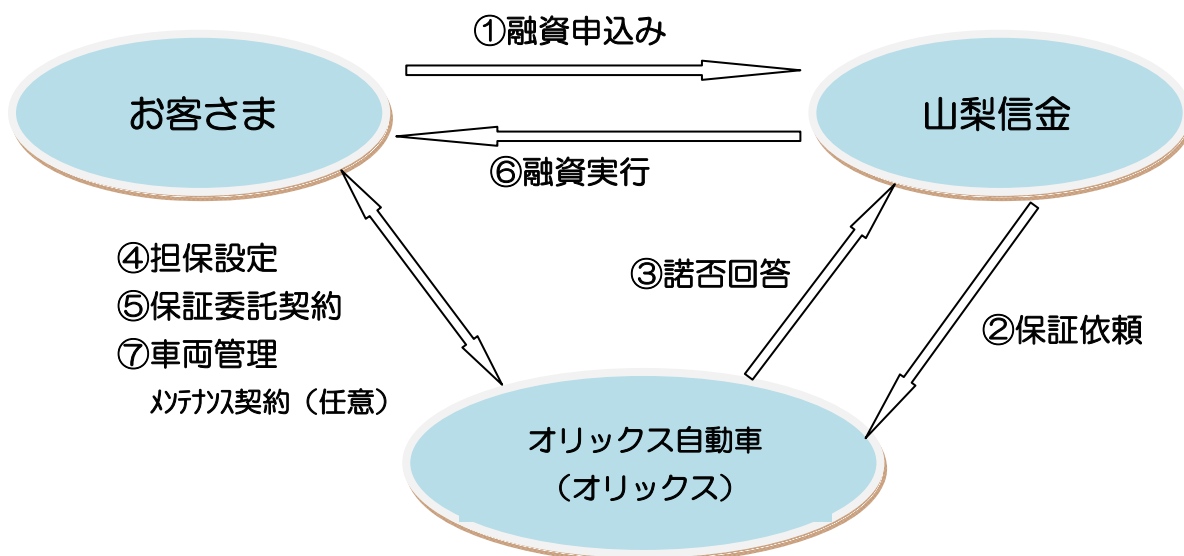 ①融資申込み
お客さま
山梨信金
⑥融資実行
④担保設定
⑤保証委託契約
⑦車両管理
ﾒﾝﾃﾅﾝｽ契約（任意）
③諾否回答
②保証依頼
オリックス自動車
（オリックス）